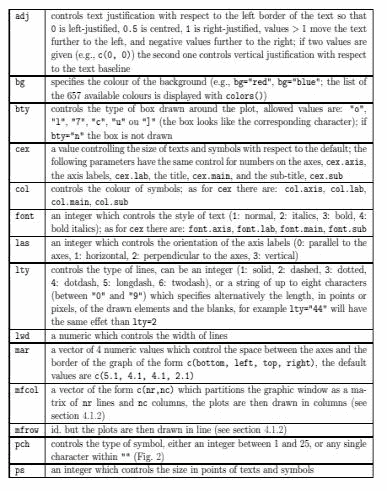 adj controls text justification with respect to the left border of the text so that
0 is left-justified, 0.5 is centred, 1 is right-justified, values > 1 move the text
further to the left, and negative values further to the right; if two values are
given (e.g., c(0, 0)) the second one controls vertical justification with respect
to the text baseline
bg specifies the colour of the background (e.g., bg="red", bg="blue"; the list of
the 657 available colours is displayed with colors())
bty controls the type of box drawn around the plot, allowed values are: "o",
"l", "7", "c", "u" ou "]" (the box looks like the corresponding character); if
bty="n" the box is not drawn
cex a value controlling the size of texts and symbols with respect to the default; the
following parameters have the same control for numbers on the axes, cex.axis,
the axis labels, cex.lab, the title, cex.main, and the sub-title, cex.sub
col controls the colour of symbols; as for cex there are: col.axis, col.lab,
col.main, col.sub
font an integer which controls the style of text (1: normal, 2: italics, 3: bold, 4:
bold italics); as for cex there are: font.axis, font.lab, font.main, font.sub
las an integer which controls the orientation of the axis labels (0: parallel to the
axes, 1: horizontal, 2: perpendicular to the axes, 3: vertical)
lty controls the type of lines, can be an integer (1: solid, 2: dashed, 3: dotted,
4: dotdash, 5: longdash, 6: twodash), or a string of up to eight characters
(between "0" and "9") which specifies alternatively the length, in points or
pixels, of the drawn elements and the blanks, for example lty="44" will have
the same effet than lty=2
lwd a numeric which controls the width of lines
mar a vector of 4 numeric values which control the space between the axes and the
border of the graph of the form c(bottom, left, top, right), the default
values are c(5.1, 4.1, 4.1, 2.1)
mfcol a vector of the form c(nr,nc) which partitions the graphic window as a ma-
trix of nr lines and nc columns, the plots are then drawn in columns (see
section 4.1.2)
mfrow id. but the plots are then drawn in line (see section 4.1.2)
pch controls the type of symbol, either an integer between 1 and 25, or any single
character within "" (Fig. 2)
ps an integer which controls the size in points of texts and symbols